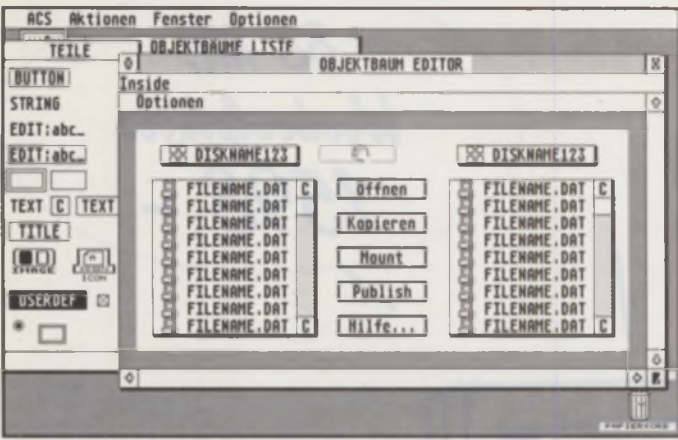 ACS Aktionen Fenster Optionen
TEILE
OBJEKTBÄUME LISTE
OBJEKTBAUM EDITOR
BUTTON
Inside
STRING
Optionen
EDIT:abc_
EDIT:abc_
DISKNAME123
DISKNAME123
FILENAME.DAT C
Öffnen
FILENAME.DAT C
FILENAME.DAT
FILENAME.DAT
TEXT C TEXT
FILENAME.DAT
Kopieren
FILENAME.DAT
TITLE
FILENAME.DAT
FILENAME.DAT
FILENAME.DAT
Mount
FILENAME.DAT
IMAGE
ICON
FILENAME.DAT
FILENAME.DAT
USERDEF
FILENAME.DAT
Publish
FILENAME.DAT
FILENAME.DAT
FILENAME.DAT
FILENAME.DAT C
Hilfe...
FILENAME.DAT C
PAPIERKORB